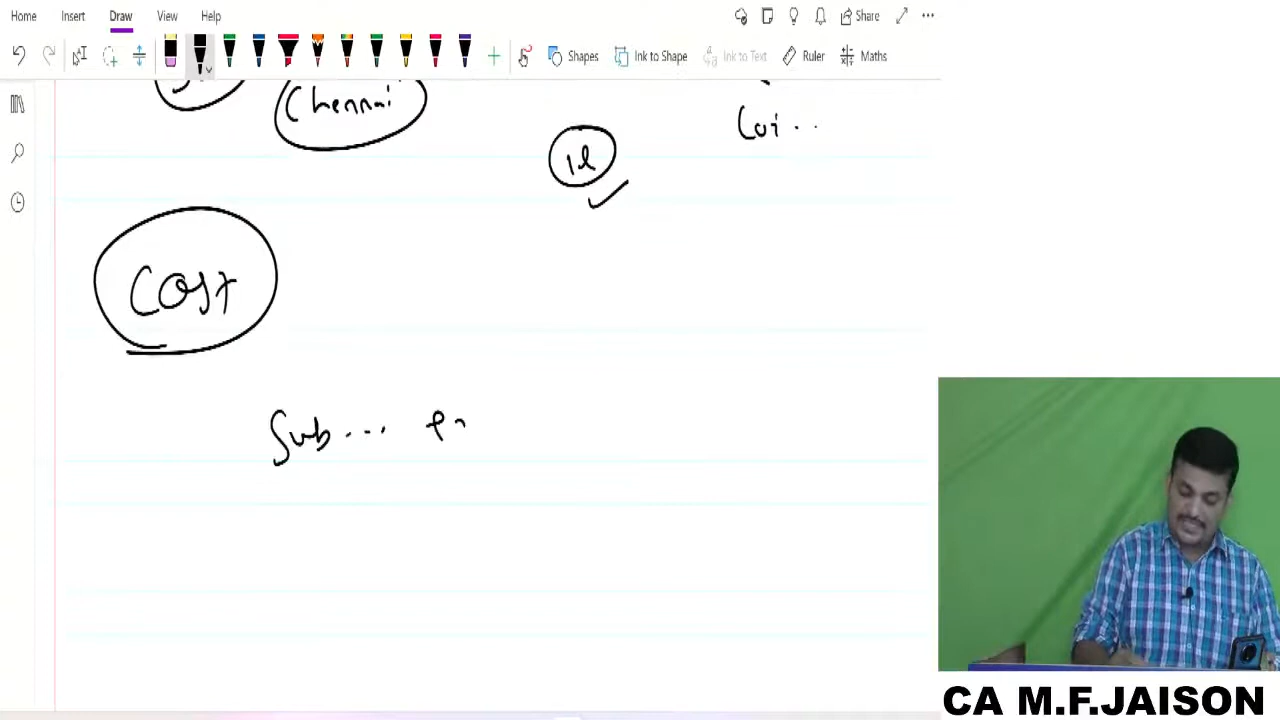 Home Insert Draw View Help Share
Shapes Ink to Shape Ink to Text Ruler Maths
Chennai
Coi..
COST
Sub...
CA M.F.JAISON